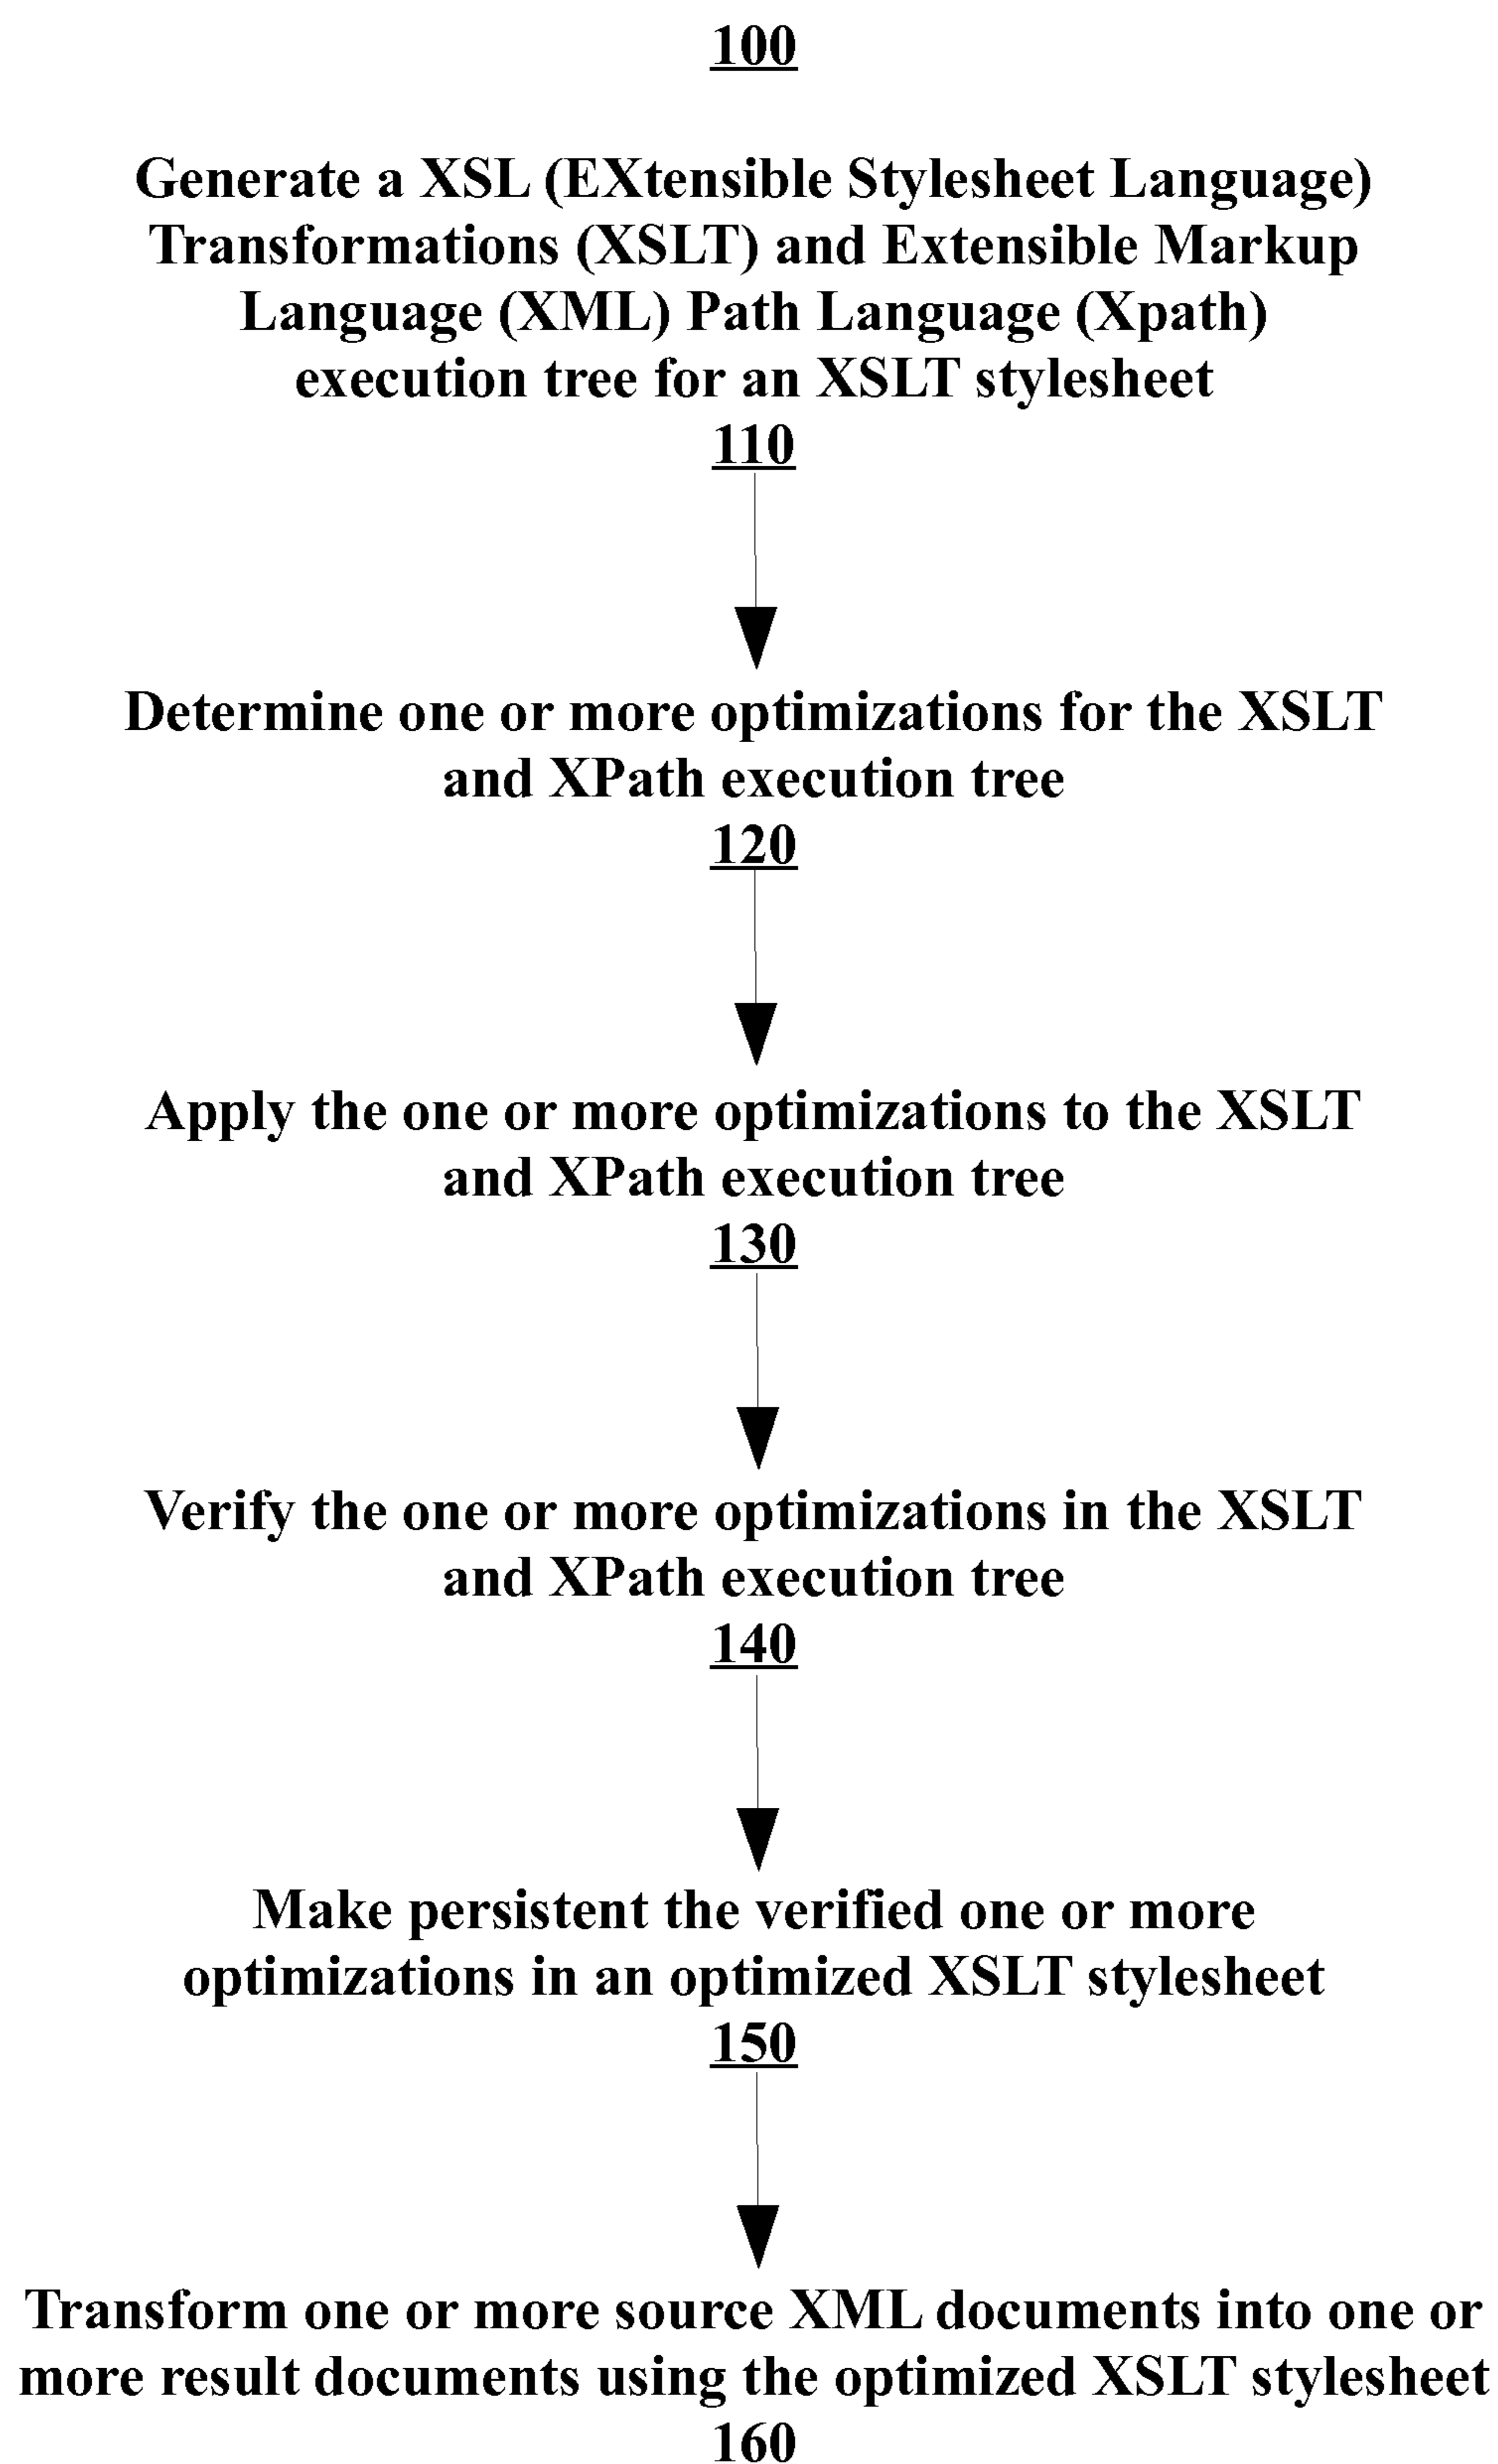 100
Generate a XSL (EXtensible Stylesheet Language)
Transformations (XSLT) and Extensible Markup
Language (XML) Path Language (Xpath)
execution tree for an XSLT stylesheet
110
Determine one or more optimizations for the XSLT
and XPath execution tree
120
Apply the one or more optimizations to the XSLT
and XPath execution tree
130
Verify the one or more optimizations in the XSLT
and XPath execution tree
140
Make persistent the verified one or more
optimizations in an optimized XSLT stylesheet
150
Transform one or more source XML documents into one or
more result documents using the optimized XSLT stylesheet
160